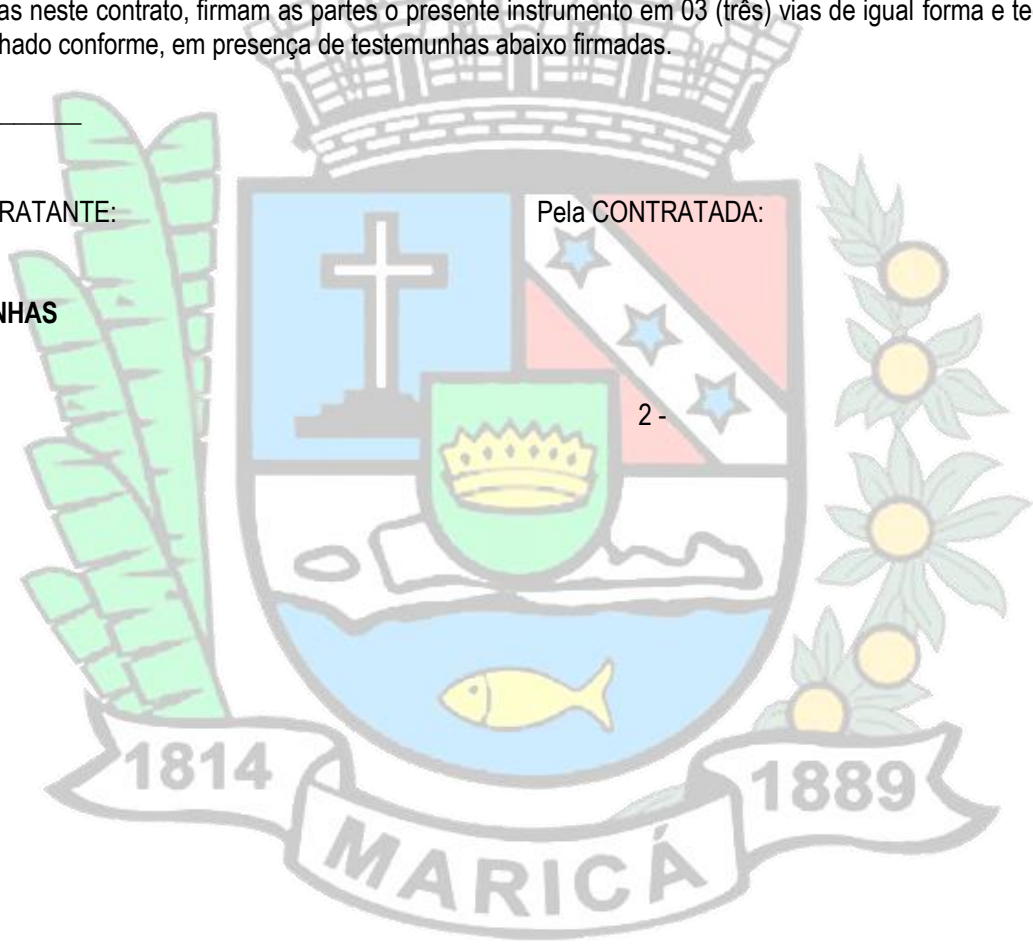 as neste contrato, firmam as partes o presente instrumento em 03 (três) vias de igual forma e te
hado conforme, em presença de testemunhas abaixo firmadas.
RATANTE: Pela CONTRATADA:
NHAS
2 -
1814 1889
MARICÁ